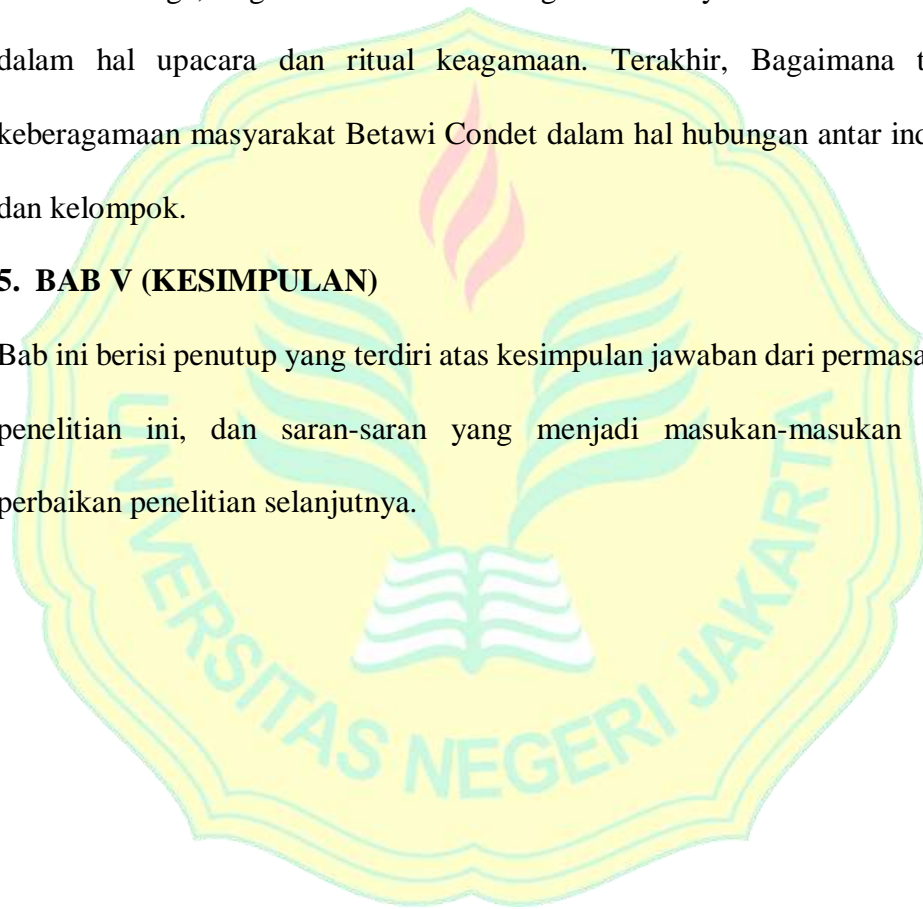 dalam hal upacara dan ritual keagamaan. Terakhir, Bagaimana
keberagamaan masyarakat Betawi Condet dalam hal hubungan antar
dan kelompok.
5. BAB V (KESIMPULAN)
Bab ini berisi penutup yang terdiri atas kesimpulan jawaban dari
penelitian ini, dan saran-saran yang menjadi masukan-masukan
perbaikan penelitian selanjutnya.
UNIVERSITAS NEGERI JAKARTA